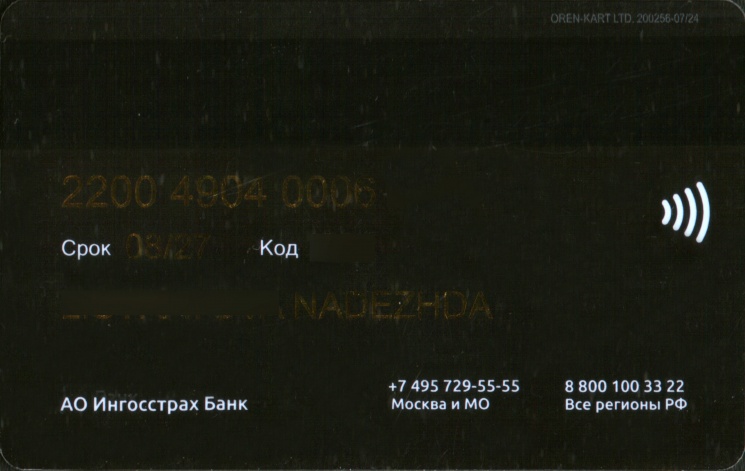 OREN-KART LTD. 200256-07/24
2200 4904 0006
Срок 03/27 Код
NADEZHDA
+7 495 729-55-55 8 800 100 33 22
АО Ингосстрах Банк Москва и МО Все регионы РФ